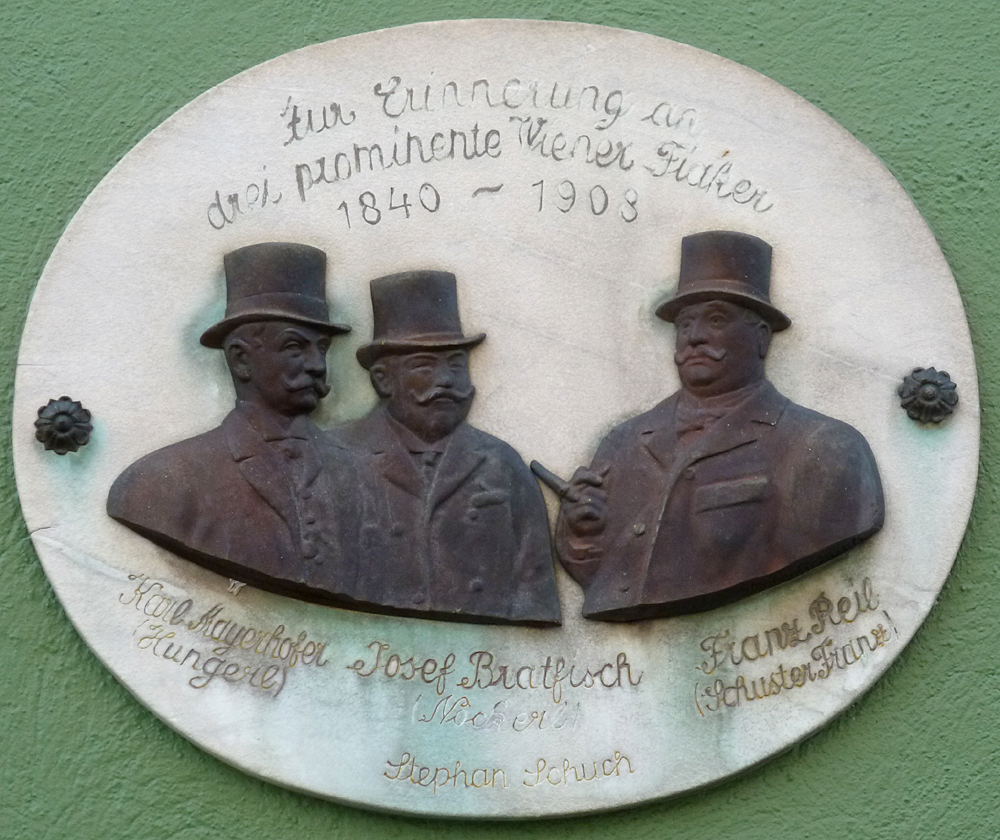 Zur Erinnerung an
drei prominente Wiener Fiaker
1840 ~ 1908
Karl Mayerhofer
(Hungerl)
Josef Bratfisch
(Nockerl)
Franz Reil
(Schuster Franz)
Stephan Schuch